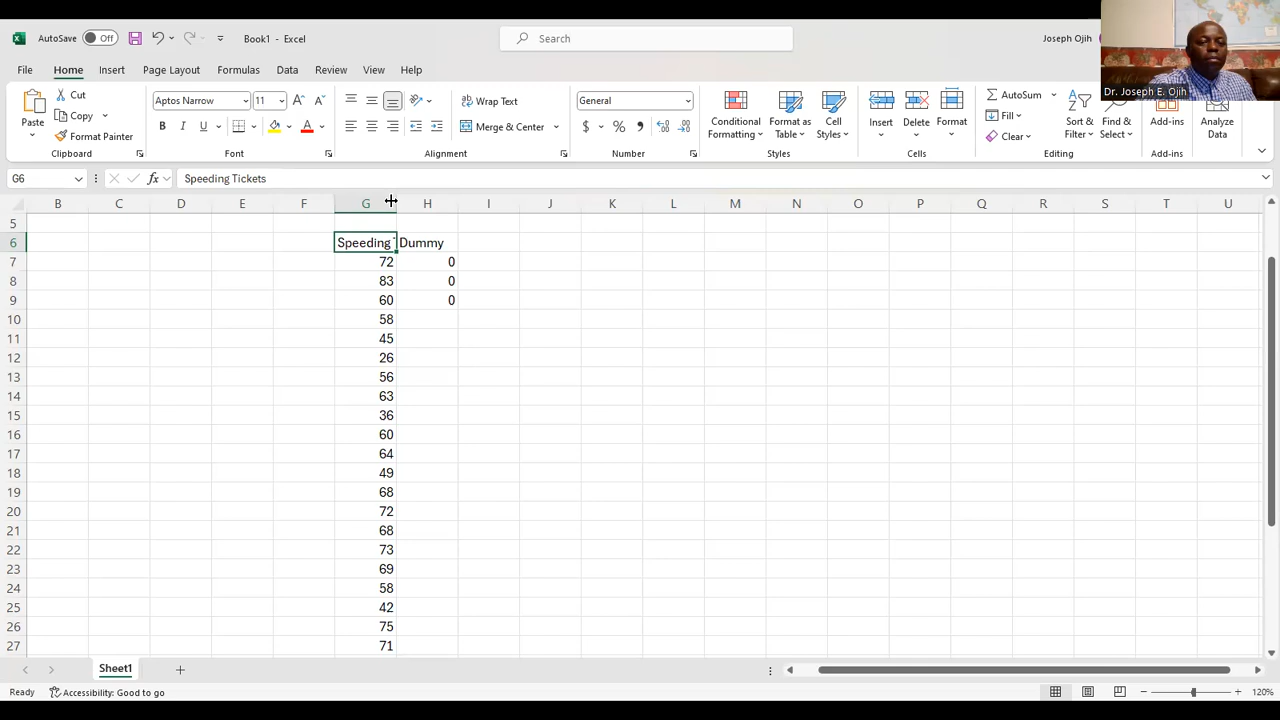 AutoSave Off Book1 - Excel Search Joseph Ojih
File Home Insert Page Layout Formulas Data Review View Help
Dr. Joseph E. Ojih
Paste Cut Copy Format Painter Clipboard
Aptos Narrow 11 B I U A Font
Wrap Text Merge & Center Alignment
General $ % Number
Conditional Formatting Format as Table Cell Styles Styles
Insert Delete Format Cells
AutoSum Fill Clear Sort & Filter Find & Select Editing
Add-ins Add-ins
Analyze Data
G6 fx Speeding Tickets
B C D E F G H I J K L M N O P Q R S T U
5
6 Speeding Dummy
7 72 0
8 83 0
9 60 0
10 58
11 45
12 26
13 56
14 63
15 36
16 60
17 64
18 49
19 68
20 72
21 68
22 73
23 69
24 58
25 42
26 75
27 71
Sheet1
Ready Accessibility: Good to go 120%